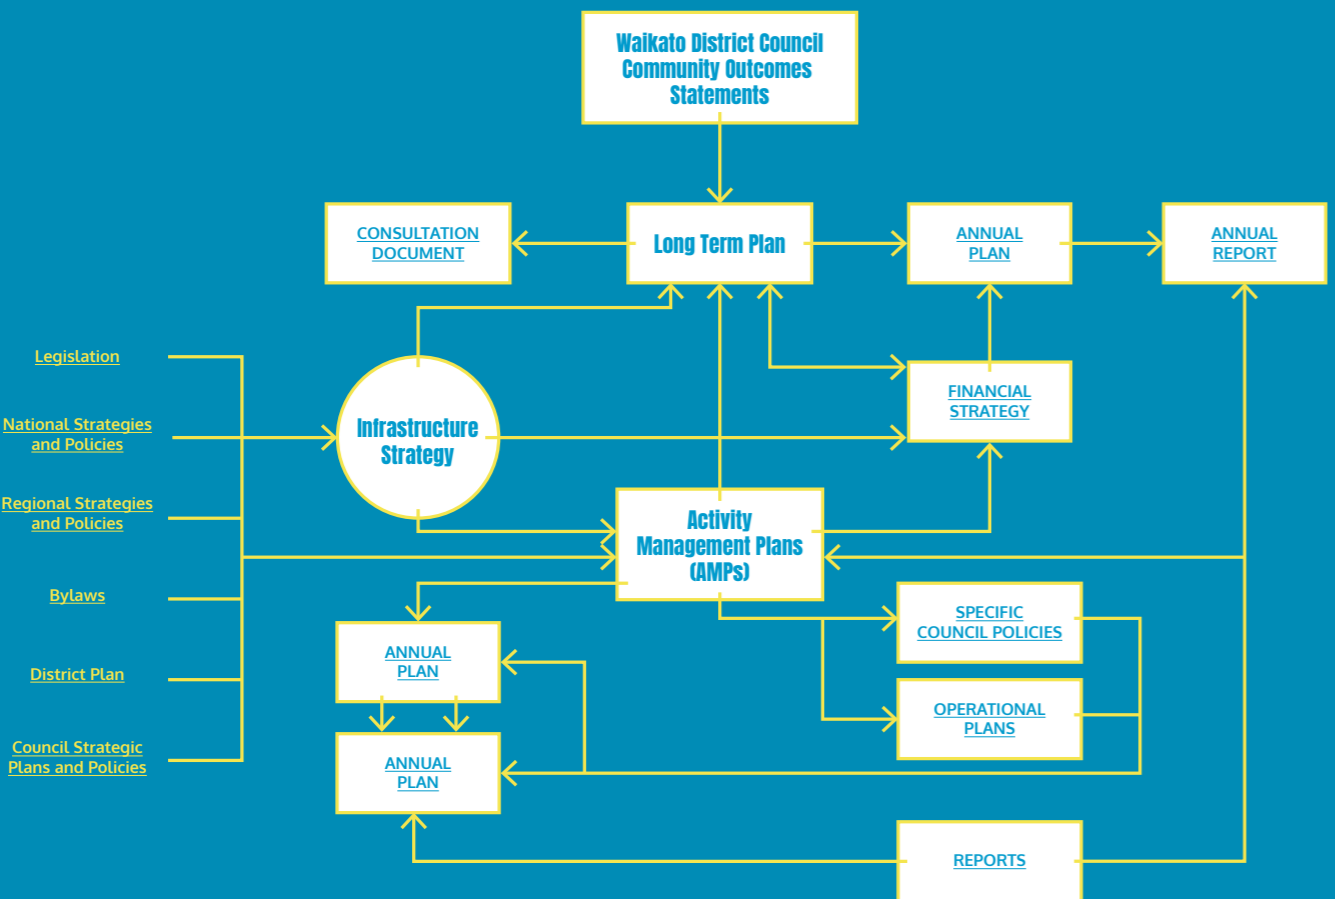 Waikato District Council
Community Outcomes
Statements
CONSULTATION
DOCUMENT
Long Term Plan
ANNUAL
PLAN
ANNUAL
REPORT
Legislation
National Strategies
and Policies
Regional Strategies
and Policies
Bylaws
District Plan
Council Strategic
Plans and Policies
Infrastructure
Strategy
FINANCIAL
STRATEGY
Activity
Management Plans
(AMPs)
ANNUAL
PLAN
ANNUAL
PLAN
SPECIFIC
COUNCIL POLICIES
OPERATIONAL
PLANS
REPORTS